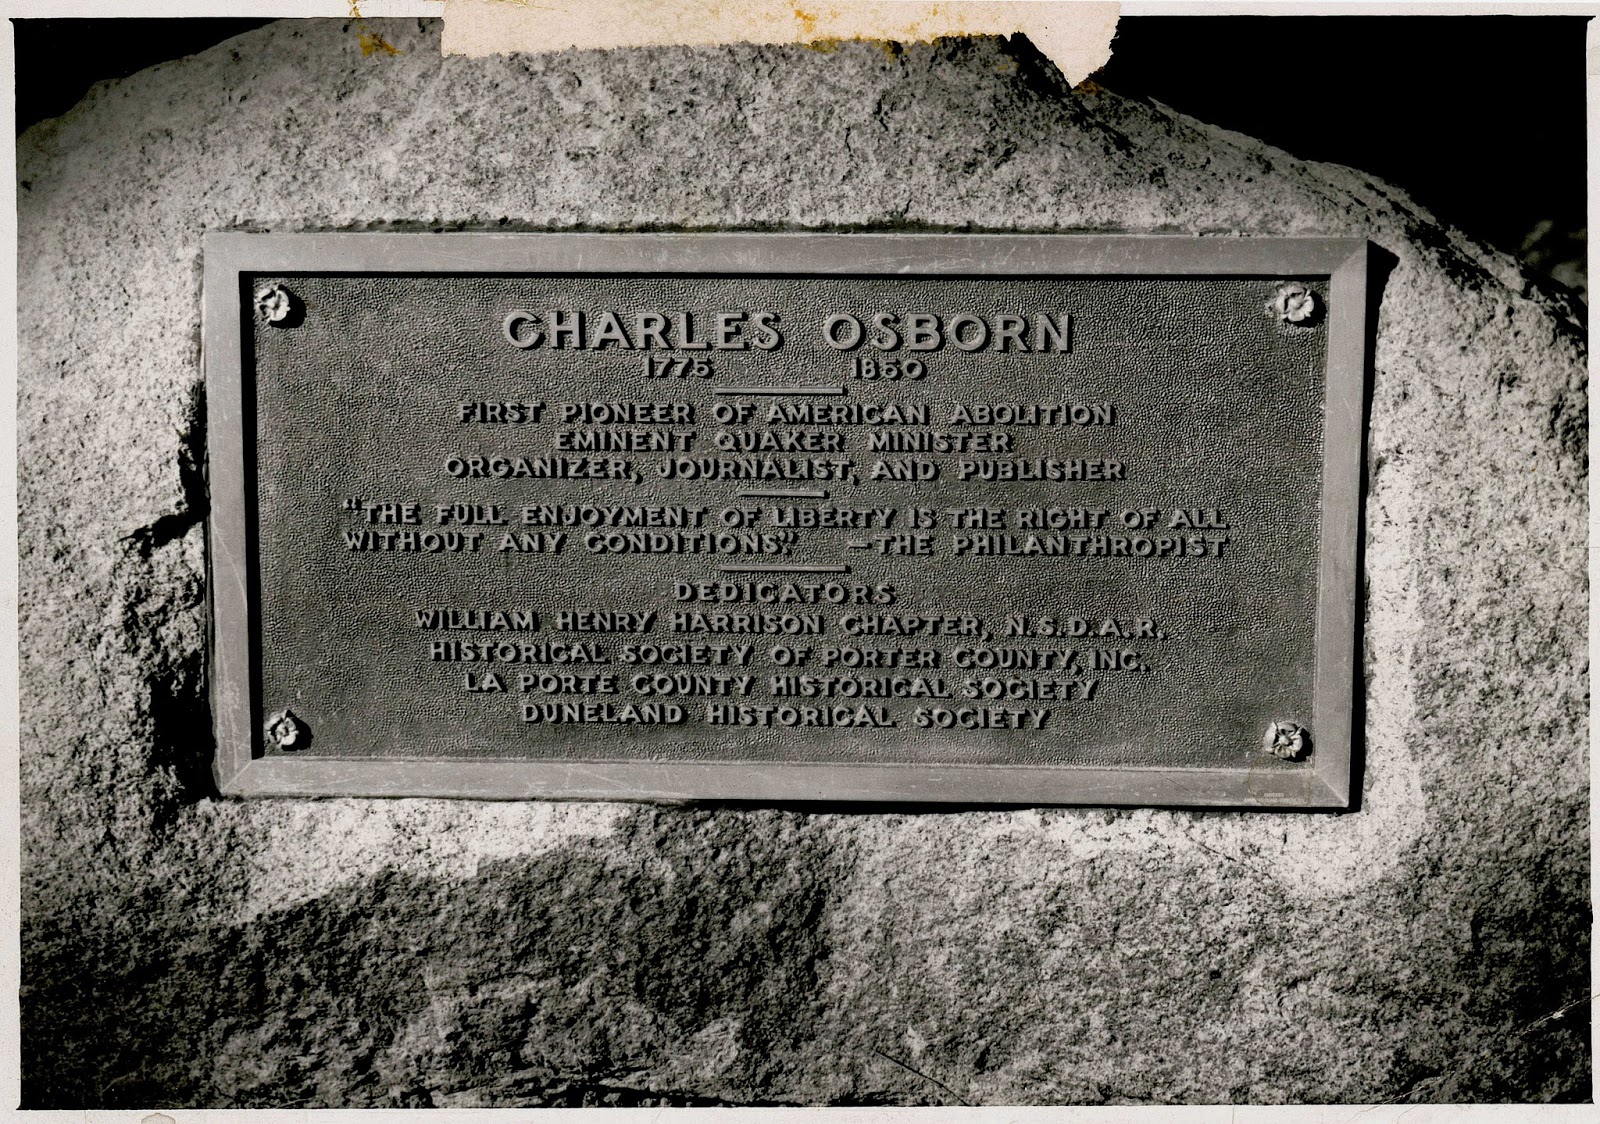 CHARLES OSBORN
1775 1850
FIRST PIONEER OF AMERICAN ABOLITION
EMINENT QUAKER MINISTER
ORGANIZER, JOURNALIST, AND PUBLISHER
"THE FULL ENJOYMENT OF LIBERTY IS THE RIGHT OF ALL
WITHOUT ANY CONDITIONS." —THE PHILANTHROPIST
DEDICATORS
WILLIAM HENRY HARRISON CHAPTER, N.S.D.A.R.
HISTORICAL SOCIETY OF PORTER COUNTY, INC.
LA PORTE COUNTY HISTORICAL SOCIETY
DUNELAND HISTORICAL SOCIETY